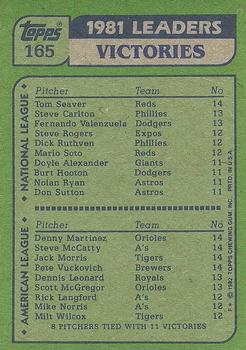 topps
165
1981 LEADERS
VICTORIES
NATIONAL LEAGUE
Pitcher Team No
Tom Seaver Reds 14
Steve Carlton Phillies 13
Fernando Valenzuela Dodgers 13
Steve Rogers Expos 12
Dick Ruthven Phillies 12
Mario Soto Reds 12
Doyle Alexander Giants 11
Burt Hooton Dodgers 11
Nolan Ryan Astros 11
Don Sutton Astros 11
AMERICAN LEAGUE
Pitcher Team No
Denny Martinez Orioles 14
Steve McCatty A's 14
Jack Morris Tigers 14
Pete Vuckovich Brewers 14
Dennis Leonard Royals 13
Scott McGregor Orioles 13
Rick Langford A's 12
Mike Norris A's 12
Milt Wilcox Tigers 12
8 PITCHERS TIED WITH 11 VICTORIES
© 1982 TOPPS CHEWING GUM, INC. PRTD. IN U.S.A.